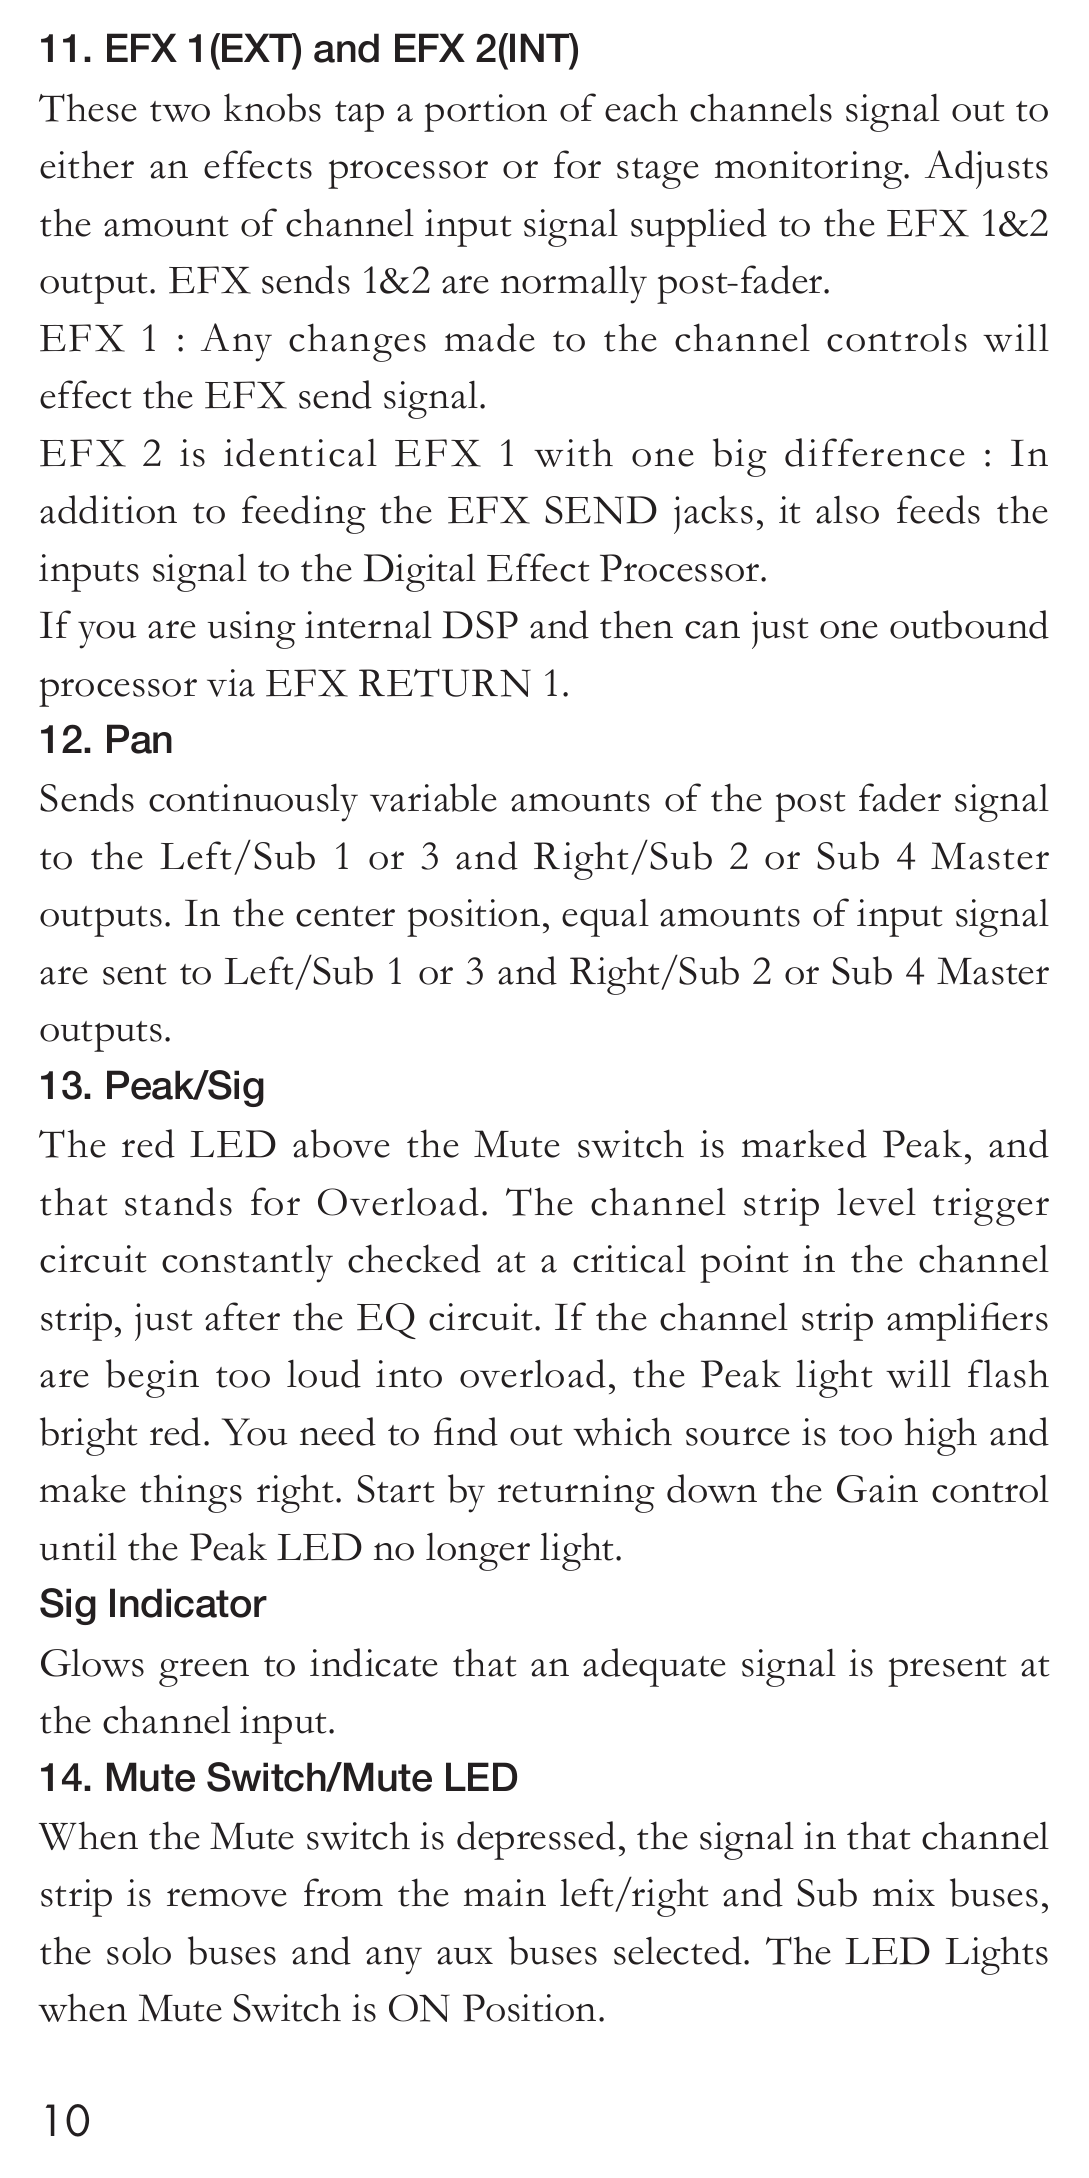 11. EFX 1(EXT) and EFX 2(INT)
These two knobs tap a portion of each channels signal out to
either an effects processor or for stage monitoring. Adjusts
the amount of channel input signal supplied to the EFX 1&2
output. EFX sends 1&2 are normally post-fader.
EFX 1 : Any changes made to the channel controls will
effect the EFX send signal.
EFX 2 is identical EFX 1 with one big difference : In
addition to feeding the EFX SEND jacks, it also feeds the
inputs signal to the Digital Effect Processor.
If you are using internal DSP and then can just one outbound
processor via EFX RETURN 1.
12. Pan
Sends continuously variable amounts of the post fader signal
to the Left/Sub 1 or 3 and Right/Sub 2 or Sub 4 Master
outputs. In the center position, equal amounts of input signal
are sent to Left/Sub 1 or 3 and Right/Sub 2 or Sub 4 Master
outputs.
13. Peak/Sig
The red LED above the Mute switch is marked Peak, and
that stands for Overload. The channel strip level trigger
circuit constantly checked at a critical point in the channel
strip, just after the EQ circuit. If the channel strip amplifiers
are begin too loud into overload, the Peak light will flash
bright red. You need to find out which source is too high and
make things right. Start by returning down the Gain control
until the Peak LED no longer light.
Sig Indicator
Glows green to indicate that an adequate signal is present at
the channel input.
14. Mute Switch/Mute LED
When the Mute switch is depressed, the signal in that channel
strip is remove from the main left/right and Sub mix buses,
the solo buses and any aux buses selected. The LED Lights
when Mute Switch is ON Position.
10